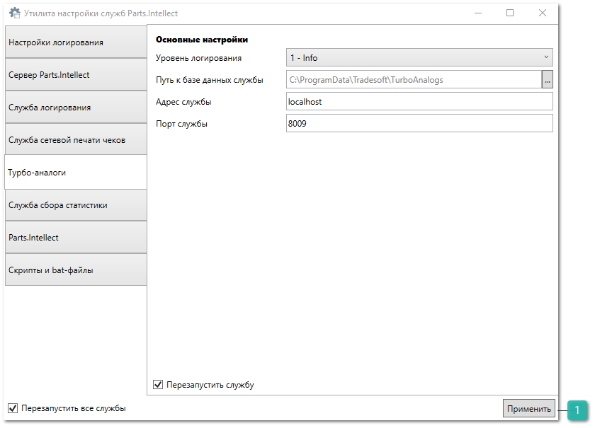 Утилита настройки служб Parts.Intellect
Настройки логирования
Сервер Parts.Intellect
Служба логирования
Служба сетевой печати чеков
Турбо-аналоги
Служба сбора статистики
Parts.Intellect
Скрипты и bat-файлы
Основные настройки
Уровень логирования 1 - Info
Путь к базе данных службы C:\ProgramData\Tradesoft\TurboAnalogs ...
Адрес службы localhost
Порт службы 8009
Перезапустить службу
Перезапустить все службы Применить 1